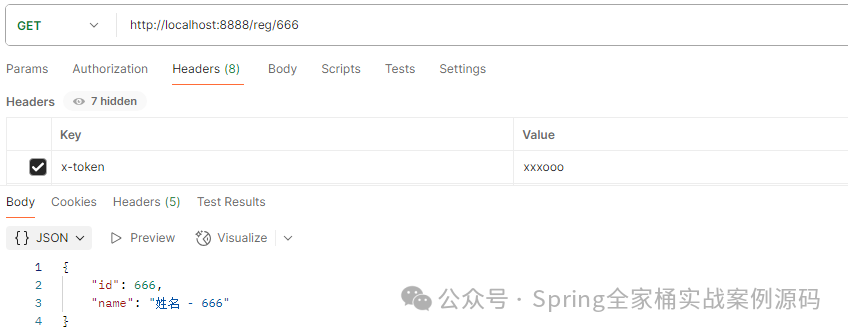 GET http://localhost:8888/reg/666
Params Authorization Headers (8) Body Scripts Tests Settings
Headers 7 hidden
Key Value
x-token xxxooo
Body Cookies Headers (5) Test Results
{} JSON Preview Visualize
1 {
2 "id": 666,
3 "name": "姓名 - 666"
4 }
公众号 · Spring全家桶实战案例源码